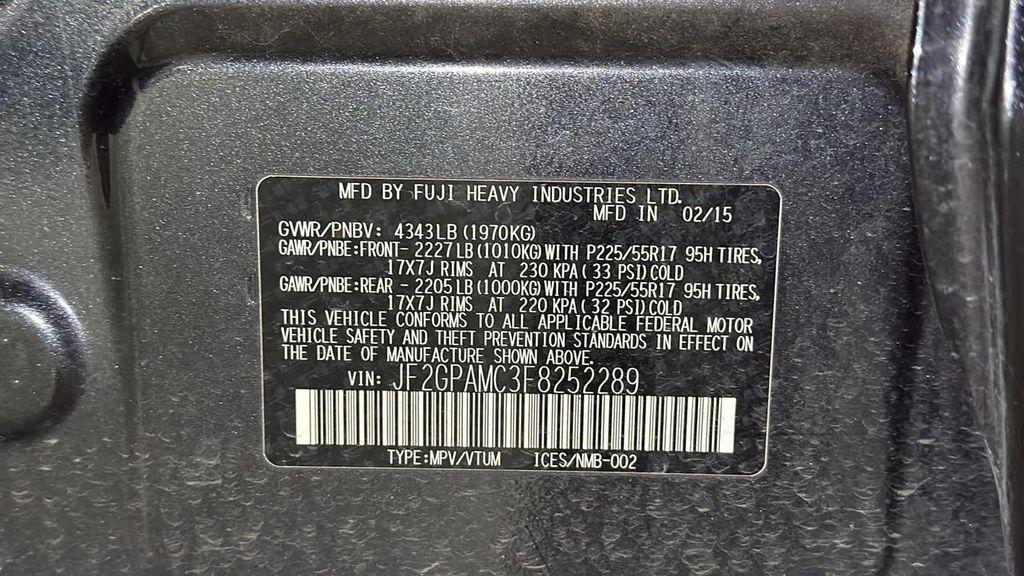 MFD BY FUJI HEAVY INDUSTRIES LTD.
MFD IN 02/15
GVWR/PNBV: 4343LB(1970KG)
GAWR/PNBE:FRONT- 2227LB(1010KG)WITH P225/55R17 95H TIRES,
17X7J RIMS AT 230 KPA(33 PSI)COLD
GAWR/PNBE:REAR - 2205LB(1000KG)WITH P225/55R17 95H TIRES,
17X7J RIMS AT 220 KPA(32 PSI)COLD
THIS VEHICLE CONFORMS TO ALL APPLICABLE FEDERAL MOTOR
VEHICLE SAFETY AND THEFT PREVENTION STANDARDS IN EFFECT ON
THE DATE OF MANUFACTURE SHOWN ABOVE.
VIN: JF2GPAMC3F8252289
TYPE:MPV/VTUM ICES/NMB-002